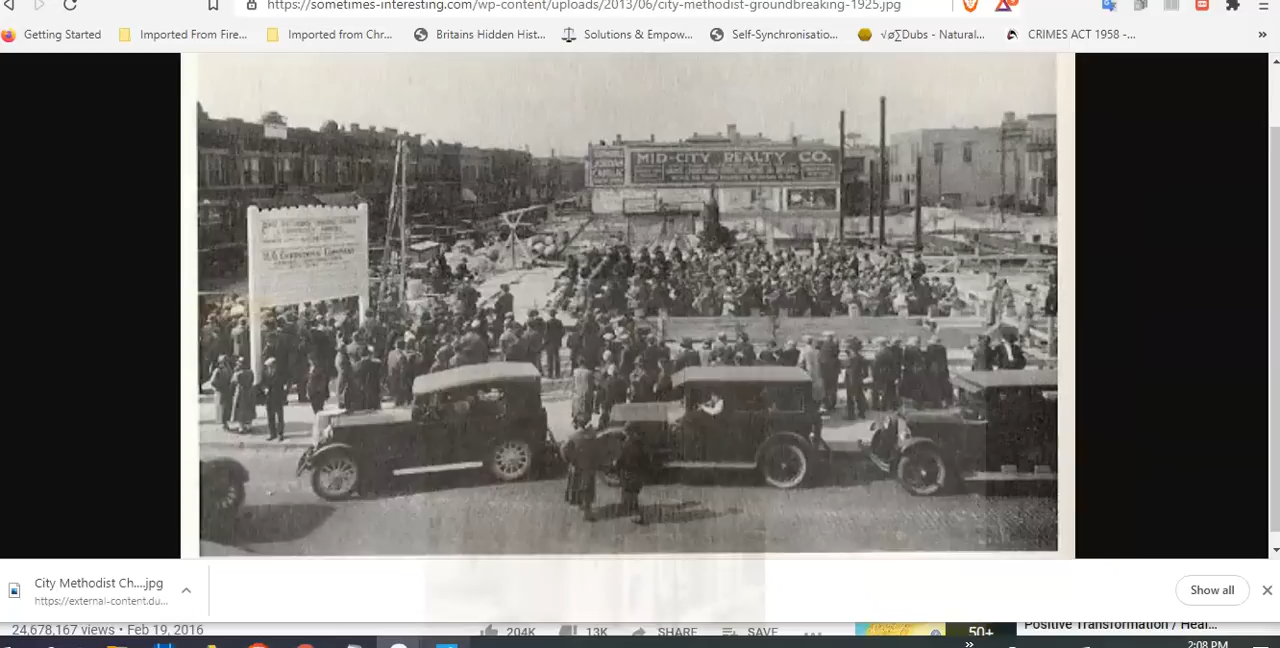 https://sometimes-interesting.com/wp-content/uploads/2013/06/city-methodist-groundbreaking-1925.jpg
Getting Started
Imported From Fire...
Imported from Chr...
Britains Hidden Hist...
Solutions & Empow...
Self-Synchronisatio...
√ø∑Dubs - Natural...
CRIMES ACT 1958 -...
»
MID-CITY REALTY CO.
City Methodist Ch....jpg
https://external-content.du...
Show all
24,678,167 views • Feb 19, 2016
204K
13K
SHARE
SAVE
50+
Positive Transformation / Heal...
2:08 PM